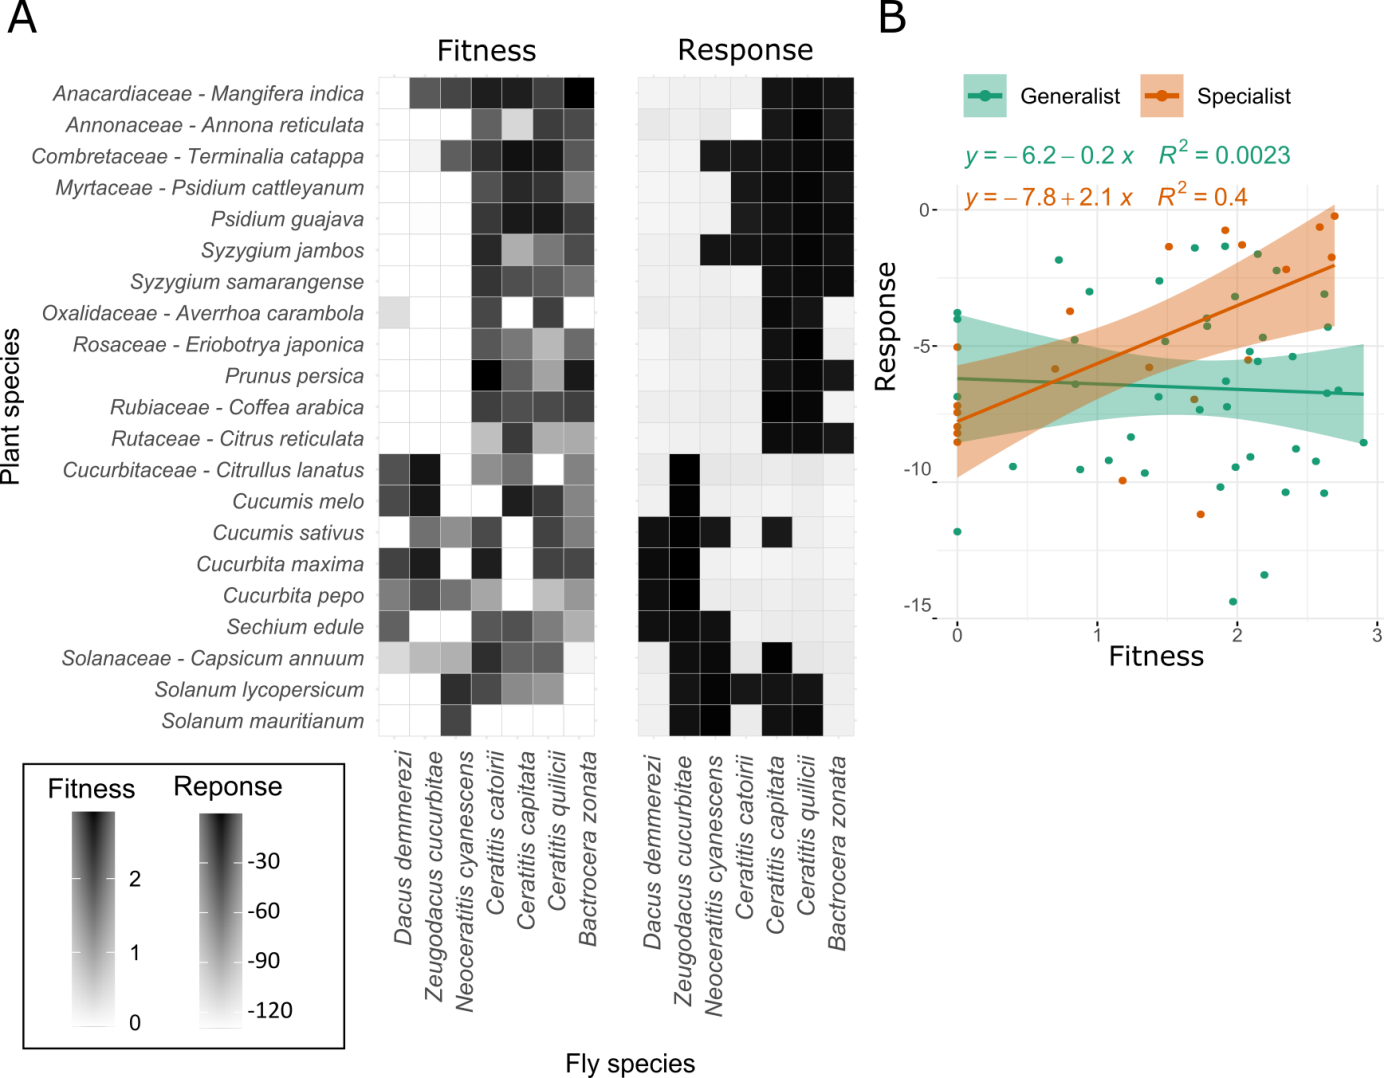 A
B
Fitness
Response
Anacardiaceae - Mangifera indica
Annonaceae - Annona reticulata
Combretaceae - Terminalia catappa
Myrtaceae - Psidium cattleyanum
Psidium guajava
Syzygium jambos
Syzygium samarangense
Oxalidaceae - Averrhoa carambola
Rosaceae - Eriobotrya japonica
Prunus persica
Rubiaceae - Coffea arabica
Rutaceae - Citrus reticulata
Cucurbitaceae - Citrullus lanatus
Cucumis melo
Cucumis sativus
Cucurbita maxima
Cucurbita pepo
Sechium edule
Solanaceae - Capsicum annuum
Solanum lycopersicum
Solanum mauritianum
Plant species
Dacus demmerezi
Zeugodacus cucurbitae
Neoceratitis cyanescens
Ceratitis catoirii
Ceratitis capitata
Ceratitis quilicii
Bactrocera zonata
Dacus demmerezi
Zeugodacus cucurbitae
Neoceratitis cyanescens
Ceratitis catoirii
Ceratitis capitata
Ceratitis quilicii
Bactrocera zonata
Fly species
Fitness
Reponse
2
1
0
-30
-60
-90
-120
Generalist
Specialist
y = − 6.2 − 0.2 x R² = 0.0023
y = − 7.8 + 2.1 x R² = 0.4
Response
0
-5
-10
-15
0
1
2
3
Fitness